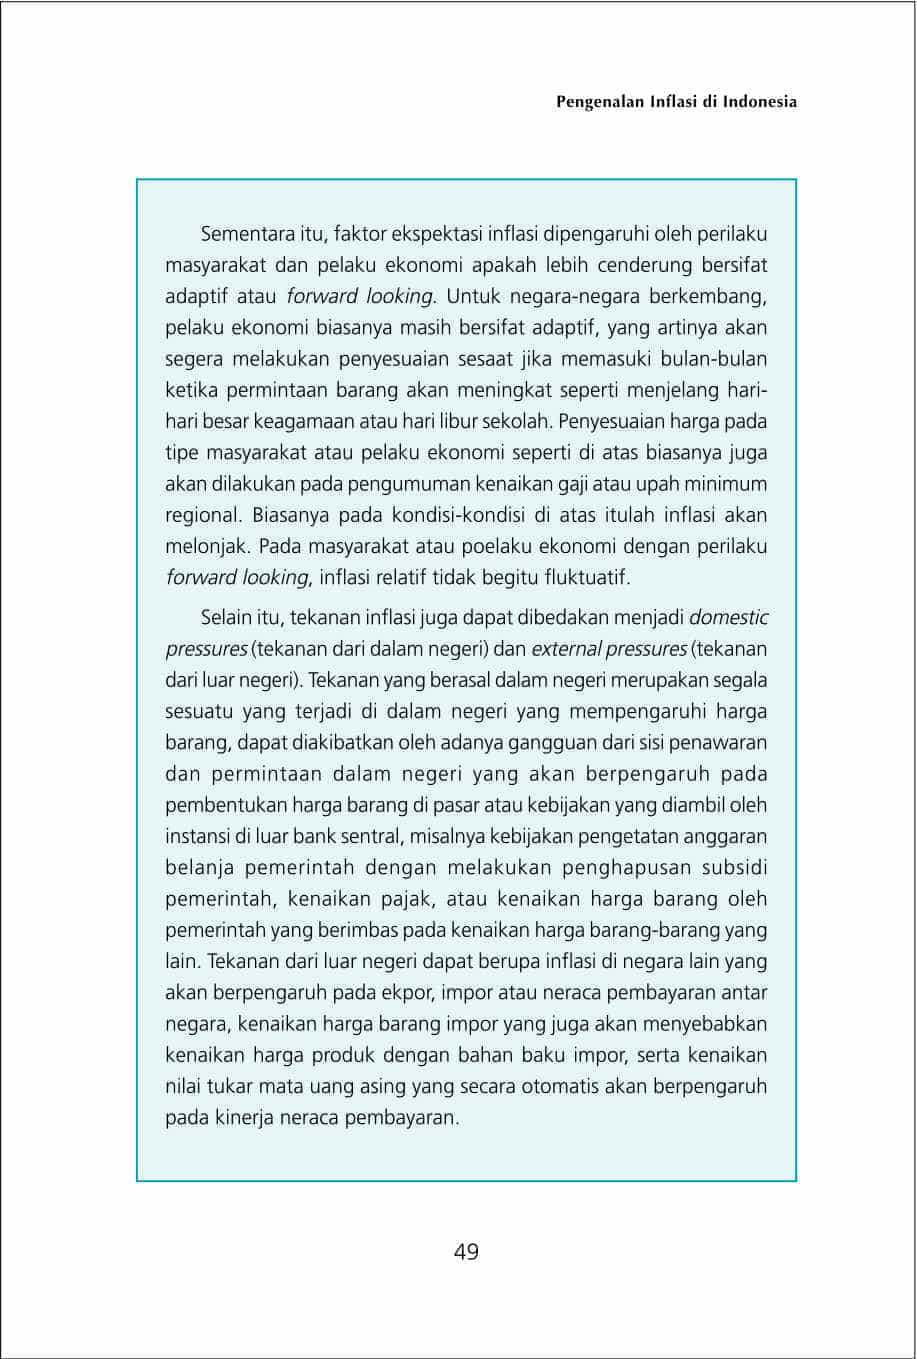 Pengenalan Inflasi di Indonesia
Sementara itu, faktor ekspektasi inflasi dipengaruhi oleh perilaku
masyarakat dan pelaku ekonomi apakah lebih cenderung bersifat
adaptif atau forward looking. Untuk negara-negara berkembang,
pelaku ekonomi biasanya masih bersifat adaptif, yang artinya akan
segera melakukan penyesuaian sesaat jika memasuki bulan-bulan
ketika permintaan barang akan meningkat seperti menjelang hari-
hari besar keagamaan atau hari libur sekolah. Penyesuaian harga pada
tipe masyarakat atau pelaku ekonomi seperti di atas biasanya juga
akan dilakukan pada pengumuman kenaikan gaji atau upah minimum
regional. Biasanya pada kondisi-kondisi di atas itulah inflasi akan
melonjak. Pada masyarakat atau poelaku ekonomi dengan perilaku
forward looking, inflasi relatif tidak begitu fluktuatif.
Selain itu, tekanan inflasi juga dapat dibedakan menjadi domestic
pressures (tekanan dari dalam negeri) dan external pressures (tekanan
dari luar negeri). Tekanan yang berasal dalam negeri merupakan segala
sesuatu yang terjadi di dalam negeri yang mempengaruhi harga
barang, dapat diakibatkan oleh adanya gangguan dari sisi penawaran
dan permintaan dalam negeri yang akan berpengaruh pada
pembentukan harga barang di pasar atau kebijakan yang diambil oleh
instansi di luar bank sentral, misalnya kebijakan pengetatan anggaran
belanja pemerintah dengan melakukan penghapusan subsidi
pemerintah, kenaikan pajak, atau kenaikan harga barang oleh
pemerintah yang berimbas pada kenaikan harga barang-barang yang
lain. Tekanan dari luar negeri dapat berupa inflasi di negara lain yang
akan berpengaruh pada ekpor, impor atau neraca pembayaran antar
negara, kenaikan harga barang impor yang juga akan menyebabkan
kenaikan harga produk dengan bahan baku impor, serta kenaikan
nilai tukar mata uang asing yang secara otomatis akan berpengaruh
pada kinerja neraca pembayaran.
49